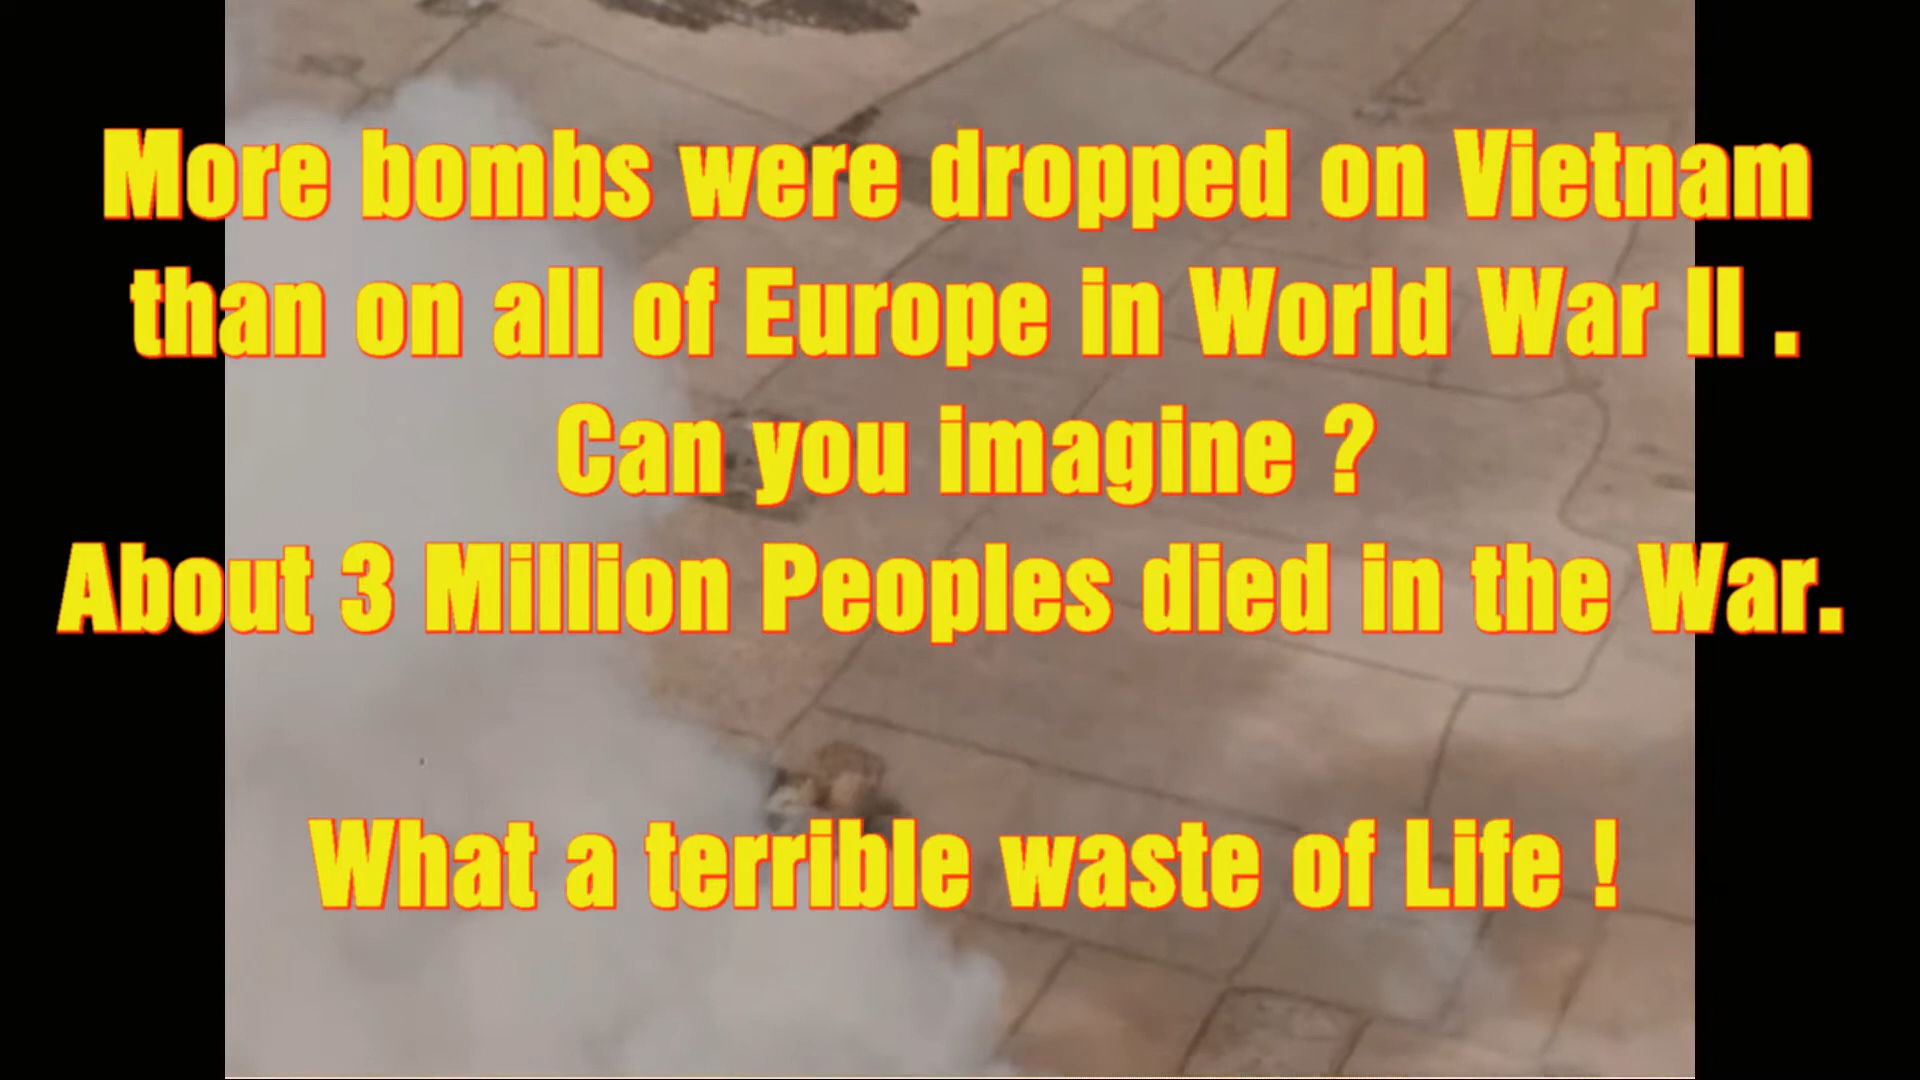 More bombs were dropped on Vietnam
than on all of Europe in World War II .
Can you imagine ?
About 3 Million Peoples died in the War.
What a terrible waste of Life !